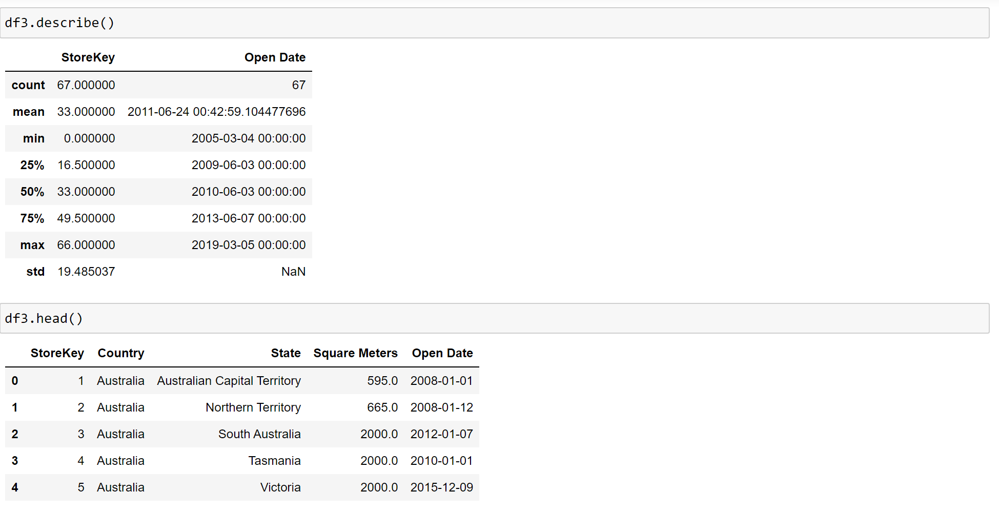 df3.describe()
StoreKey Open Date
count 67.000000 67
mean 33.000000 2011-06-24 00:42:59.104477696
min 0.000000 2005-03-04 00:00:00
25% 16.500000 2009-06-03 00:00:00
50% 33.000000 2010-06-03 00:00:00
75% 49.500000 2013-06-07 00:00:00
max 66.000000 2019-03-05 00:00:00
std 19.485037 NaN
df3.head()
StoreKey Country State Square Meters Open Date
0 1 Australia Australian Capital Territory 595.0 2008-01-01
1 2 Australia Northern Territory 665.0 2008-01-12
2 3 Australia South Australia 2000.0 2012-01-07
3 4 Australia Tasmania 2000.0 2010-01-01
4 5 Australia Victoria 2000.0 2015-12-09